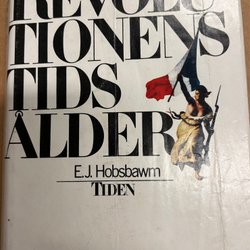 REVOLU
TIONENS
TIDS
ÅLDER
E.J. Hobsbawm
TIDEN